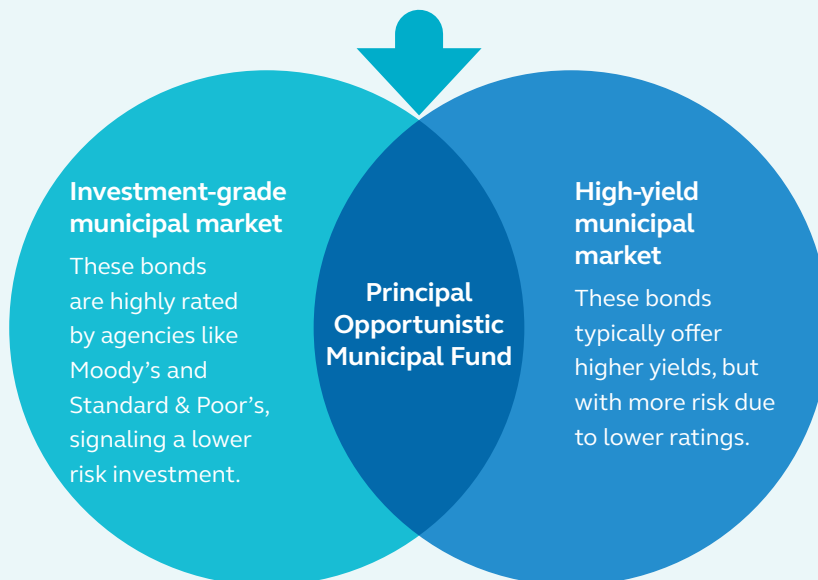 Investment-grade
municipal market
These bonds
are highly rated
by agencies like
Moody’s and
Standard & Poor’s,
signaling a lower
risk investment.
Principal
Opportunistic
Municipal Fund
High-yield
municipal
market
These bonds
typically offer
higher yields, but
with more risk due
to lower ratings.